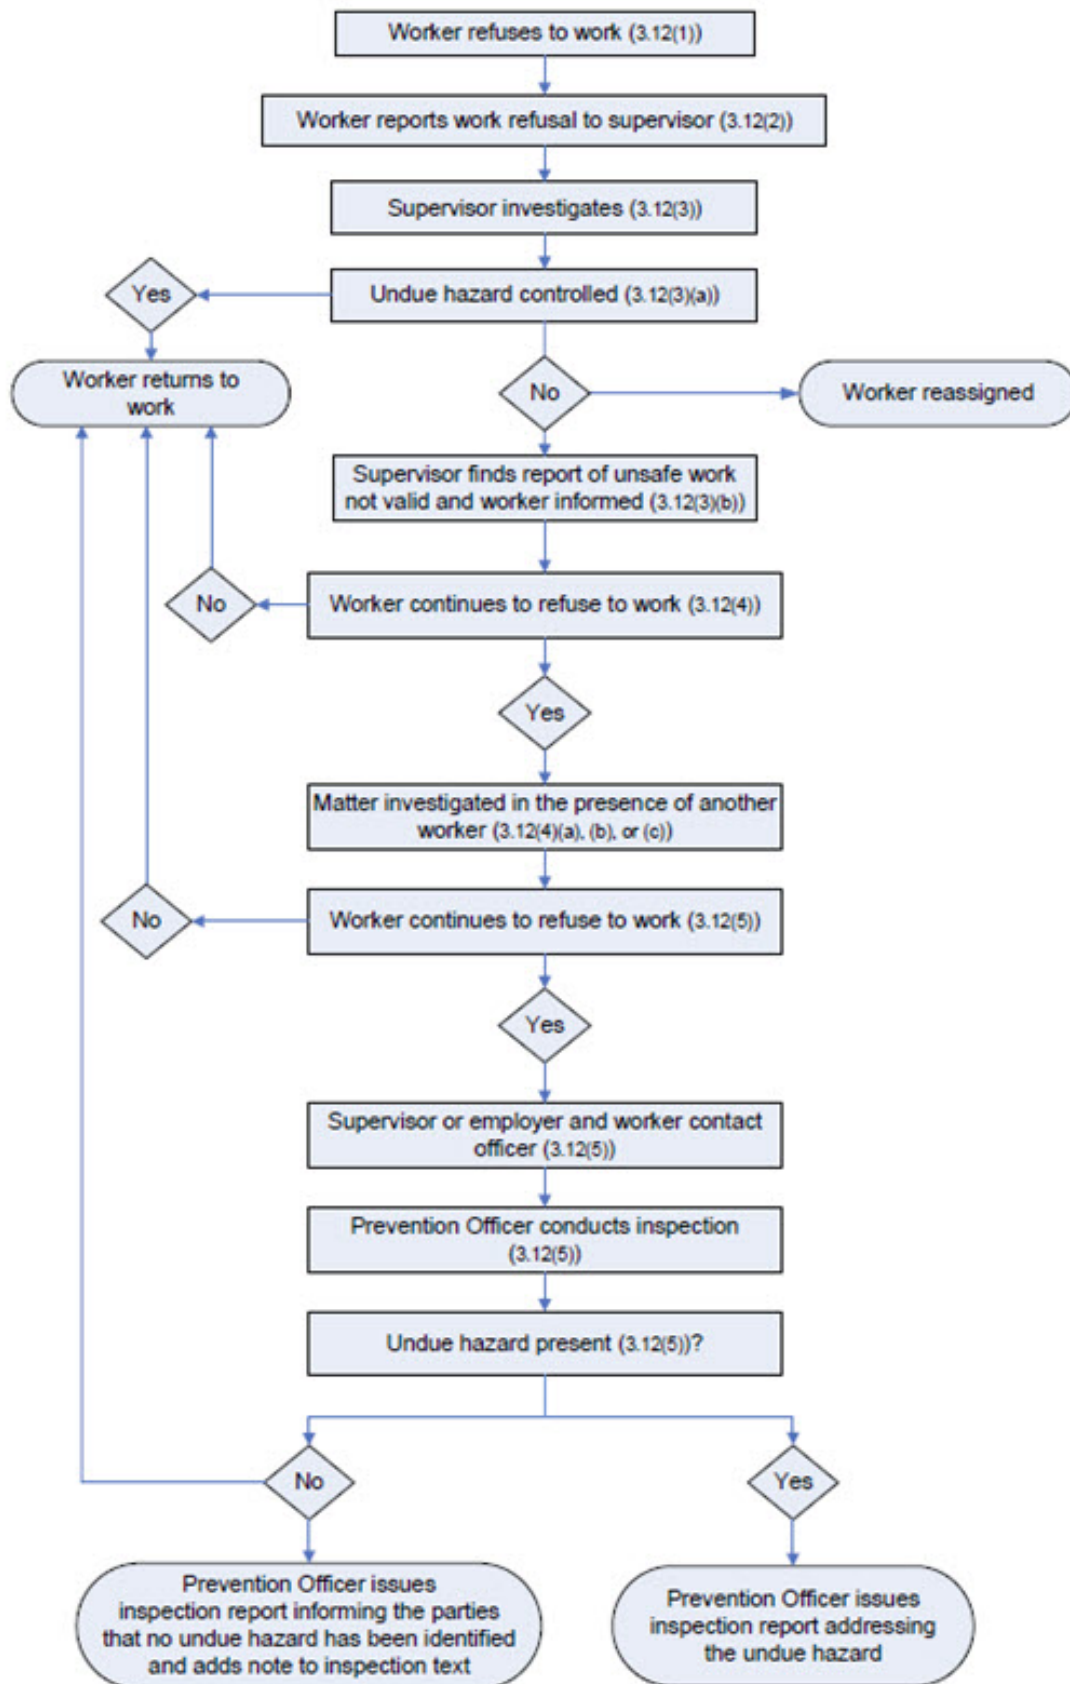 Worker refuses to work (3.12(1))
Worker reports work refusal to supervisor (3.12(2))
Supervisor investigates (3.12(3))
Yes
Undue hazard controlled (3.12(3)(a))
Worker returns to
work
No
Worker reassigned
Supervisor finds report of unsafe work
not valid and worker informed (3.12(3)(b))
No
Worker continues to refuse to work (3.12(4))
Yes
Matter investigated in the presence of another
worker (3.12(4)(a), (b), or (c))
No
Worker continues to refuse to work (3.12(5))
Yes
Supervisor or employer and worker contact
officer (3.12(5))
Prevention Officer conducts inspection
(3.12(5))
Undue hazard present (3.12(5))?
No
Yes
Prevention Officer issues
inspection report informing the parties
that no undue hazard has been identified
and adds note to inspection text
Prevention Officer issues
inspection report addressing
the undue hazard